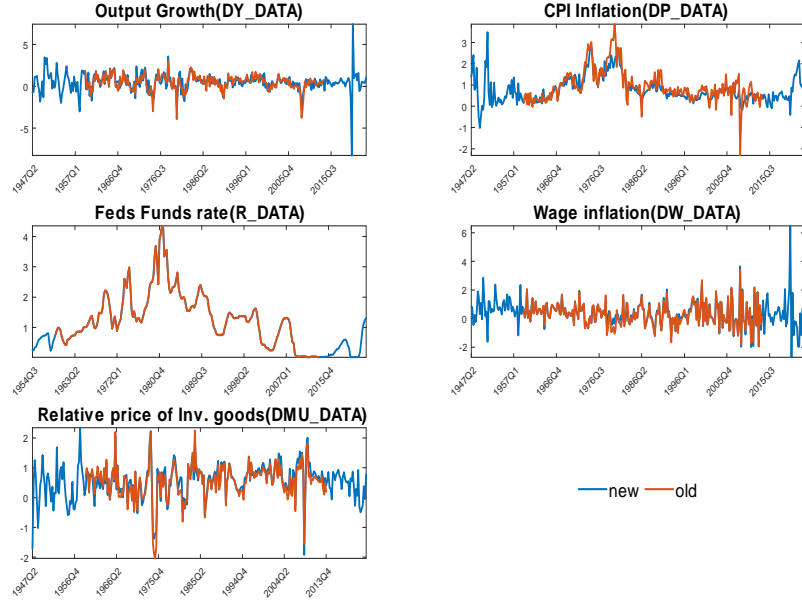 Output Growth(DY_DATA)
5
0
-5
1947Q2
1957Q1
1966Q4
1976Q3
1986Q2
1996Q1
2005Q4
2015Q3
CPI Inflation(DP_DATA)
3
2
1
0
-1
-2
1947Q2
1957Q1
1966Q4
1976Q3
1986Q2
1996Q1
2005Q4
2015Q3
Feds Funds rate(R_DATA)
4
3
2
1
1954Q3
1963Q2
1972Q1
1980Q4
1989Q3
1998Q2
2007Q1
2015Q4
Wage inflation(DW_DATA)
6
4
2
0
-2
1947Q2
1957Q1
1966Q4
1976Q3
1986Q2
1996Q1
2005Q4
2015Q3
Relative price of Inv. goods(DMU_DATA)
2
1
0
-1
-2
1947Q2
1956Q4
1966Q2
1975Q4
1985Q2
1994Q4
2004Q2
2013Q4
new old